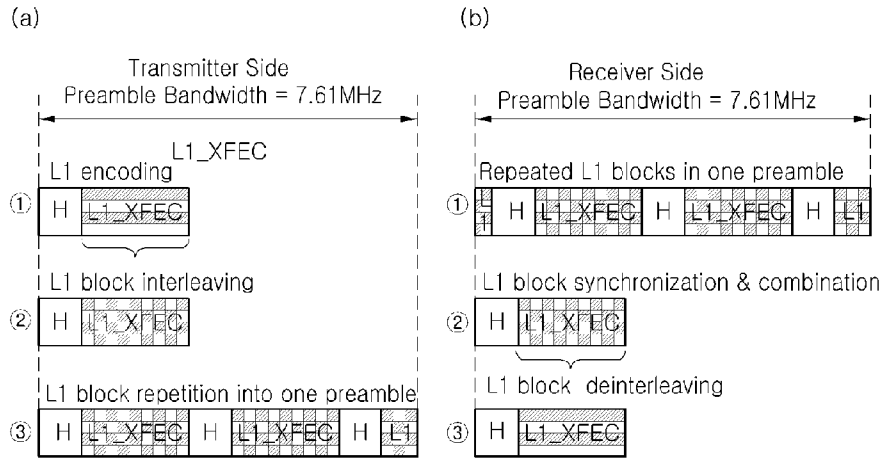 (a)
Transmitter Side
Preamble Bandwidth = 7.61MHz
L1_XFEC
L1 encoding
① H L1_XFEC
L1 block interleaving
② H L1_XFEC
L1 block repetition into one preamble
③ H L1_XFEC H L1_XFEC H L1
(b)
Receiver Side
Preamble Bandwidth = 7.61MHz
Repeated L1 blocks in one preamble
① L1 H L1_XFEC H L1_XFEC H L1
L1 block synchronization & combination
② H L1_XFEC
L1 block deinterleaving
③ H L1_XFEC